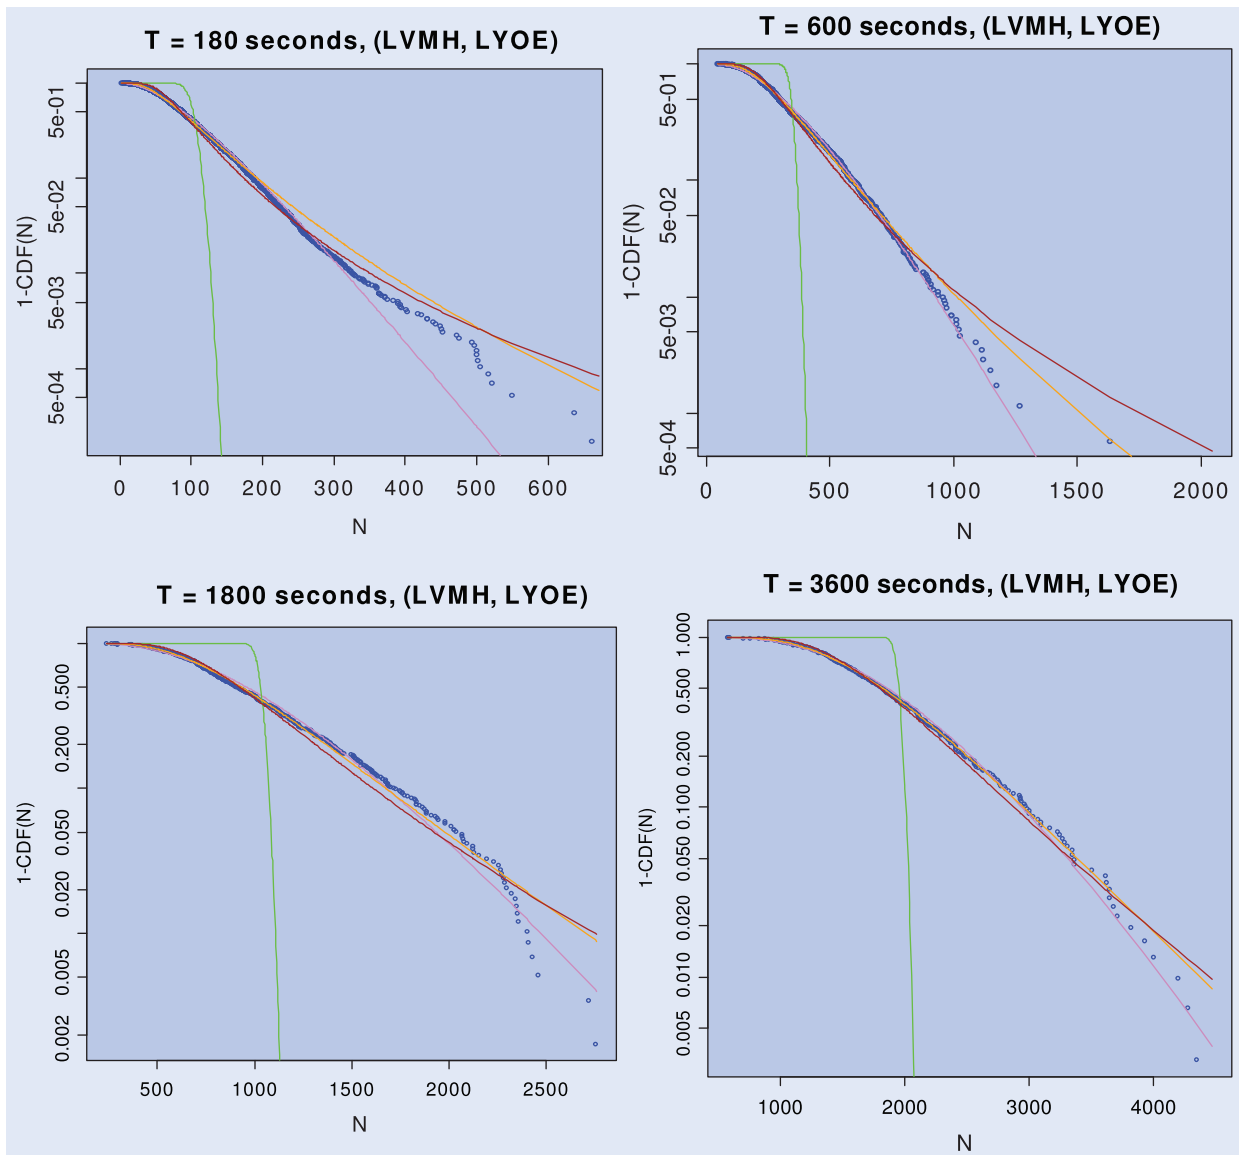 T = 180 seconds, (LVMH, LYOE)
1-CDF(N)
5e-01
5e-02
5e-03
5e-04
0 100 200 300 400 500 600
N
T = 600 seconds, (LVMH, LYOE)
1-CDF(N)
5e-01
5e-02
5e-03
5e-04
0 500 1000 1500 2000
N
T = 1800 seconds, (LVMH, LYOE)
1-CDF(N)
0.500
0.200
0.050
0.020
0.005
0.002
500 1000 1500 2000 2500
N
T = 3600 seconds, (LVMH, LYOE)
1-CDF(N)
1.000
0.500
0.200
0.100
0.050
0.020
0.010
0.005
1000 2000 3000 4000
N